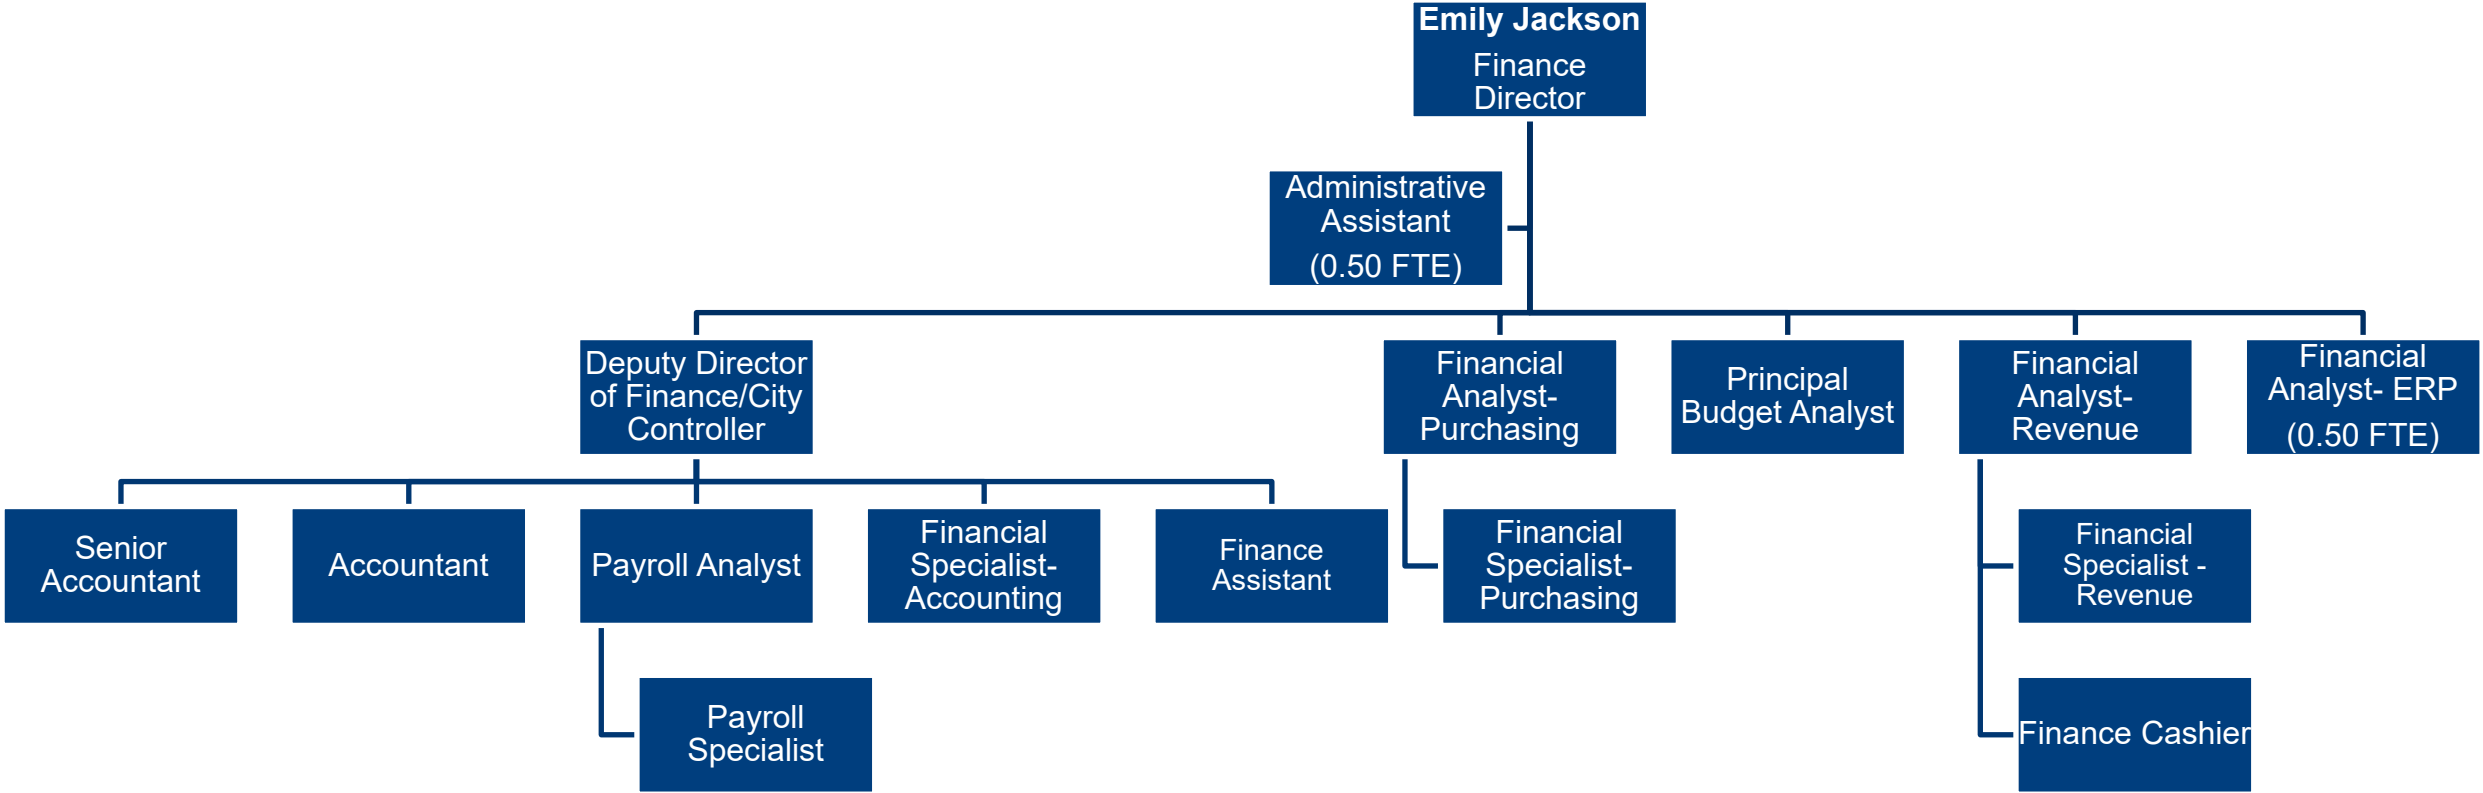 Emily Jackson
Finance
Director
Administrative
Assistant
(0.50 FTE)
Deputy Director
of Finance/City
Controller
Financial
Analyst-
Purchasing
Principal
Budget Analyst
Financial
Analyst-
Revenue
Financial
Analyst- ERP
(0.50 FTE)
Senior
Accountant
Accountant
Payroll Analyst
Financial
Specialist-
Accounting
Finance
Assistant
Financial
Specialist-
Purchasing
Financial
Specialist -
Revenue
Payroll
Specialist
Finance Cashier